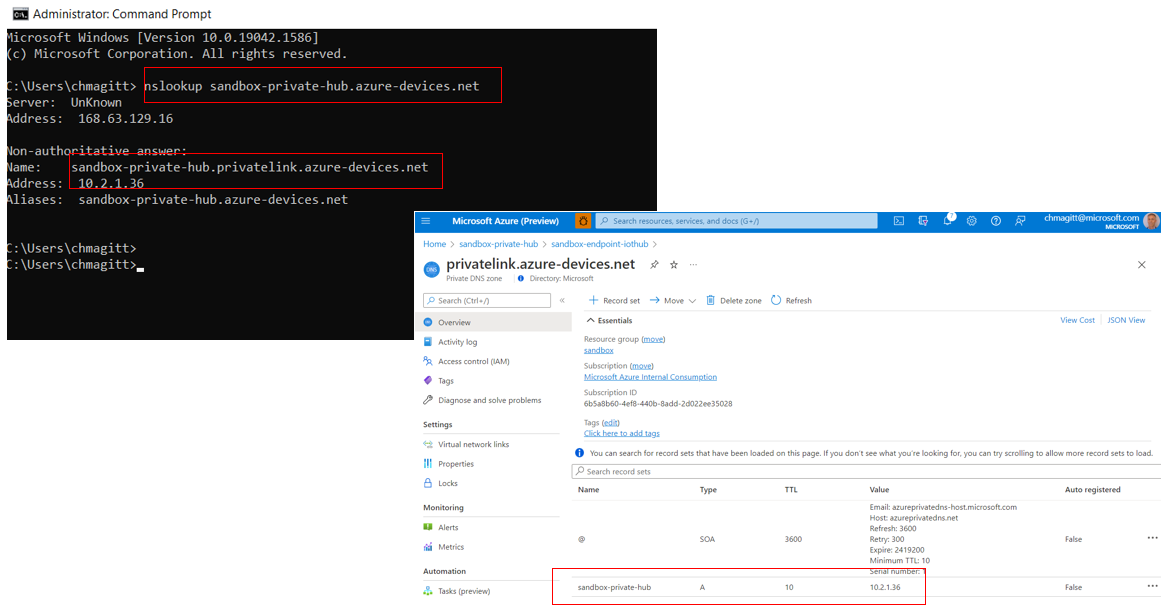 Administrator: Command Prompt
Microsoft Windows [Version 10.0.19042.1586]
(c) Microsoft Corporation. All rights reserved.
C:\Users\chmagitt> nslookup sandbox-private-hub.azure-devices.net
Server: UnKnown
Address: 168.63.129.16
Non-authoritative answer:
Name: sandbox-private-hub.privatelink.azure-devices.net
Address: 10.2.1.36
Aliases: sandbox-private-hub.azure-devices.net
C:\Users\chmagitt>
C:\Users\chmagitt>
Microsoft Azure (Preview)
Search resources, services, and docs (G+/)
7
chmagitt@microsoft.com
MICROSOFT
Home > sandbox-private-hub > sandbox-endpoint-iothub >
DNS
privatelink.azure-devices.net
Private DNS zone
Directory: Microsoft
Search (Ctrl+/)
Overview
Activity log
Access control (IAM)
Tags
Diagnose and solve problems
Settings
Virtual network links
Properties
Locks
Monitoring
Alerts
Metrics
Automation
Tasks (preview)
Record set Move Delete zone Refresh
Essentials
View Cost JSON View
Resource group (move)
sandbox
Subscription (move)
Microsoft Azure Internal Consumption
Subscription ID
6b5a8b60-4ef8-440b-8add-2d022ee35028
Tags (edit)
Click here to add tags
You can search for record sets that have been loaded on this page. If you don't see what you're looking for, you can try scrolling to allow more record sets to load.
Search record sets
Name Type TTL Value Auto registered
@ SOA 3600
Email: azureprivatedns-host.microsoft.com
Host: azureprivatedns.net
Refresh: 3600
Retry: 300
Expire: 2419200
Minimum TTL: 10
Serial number: 1
False
sandbox-private-hub A 10 10.2.1.36 False